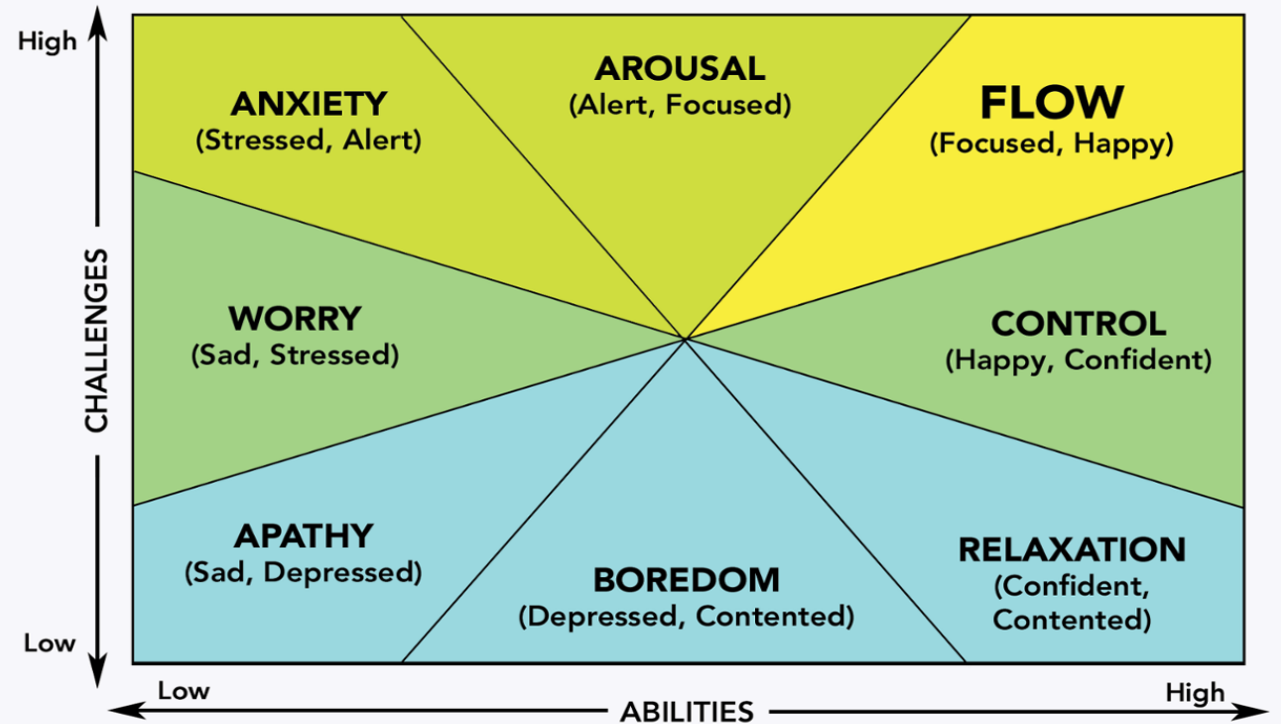 High
ANXIETY
(Stressed, Alert)
AROUSAL
(Alert, Focused)
FLOW
(Focused, Happy)
CHALLENGES
WORRY
(Sad, Stressed)
CONTROL
(Happy, Confident)
APATHY
(Sad, Depressed)
BOREDOM
(Depressed, Contented)
RELAXATION
(Confident,
Contented)
Low
Low
ABILITIES
High